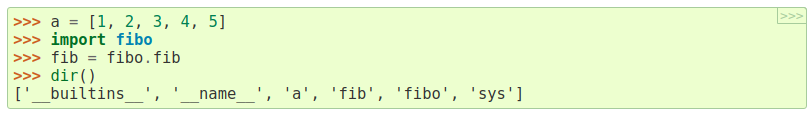 >>> a = [1, 2, 3, 4, 5]
>>>
>>> import fibo
>>> fib = fibo.fib
>>> dir()
['__builtins__', '__name__', 'a', 'fib', 'fibo', 'sys']